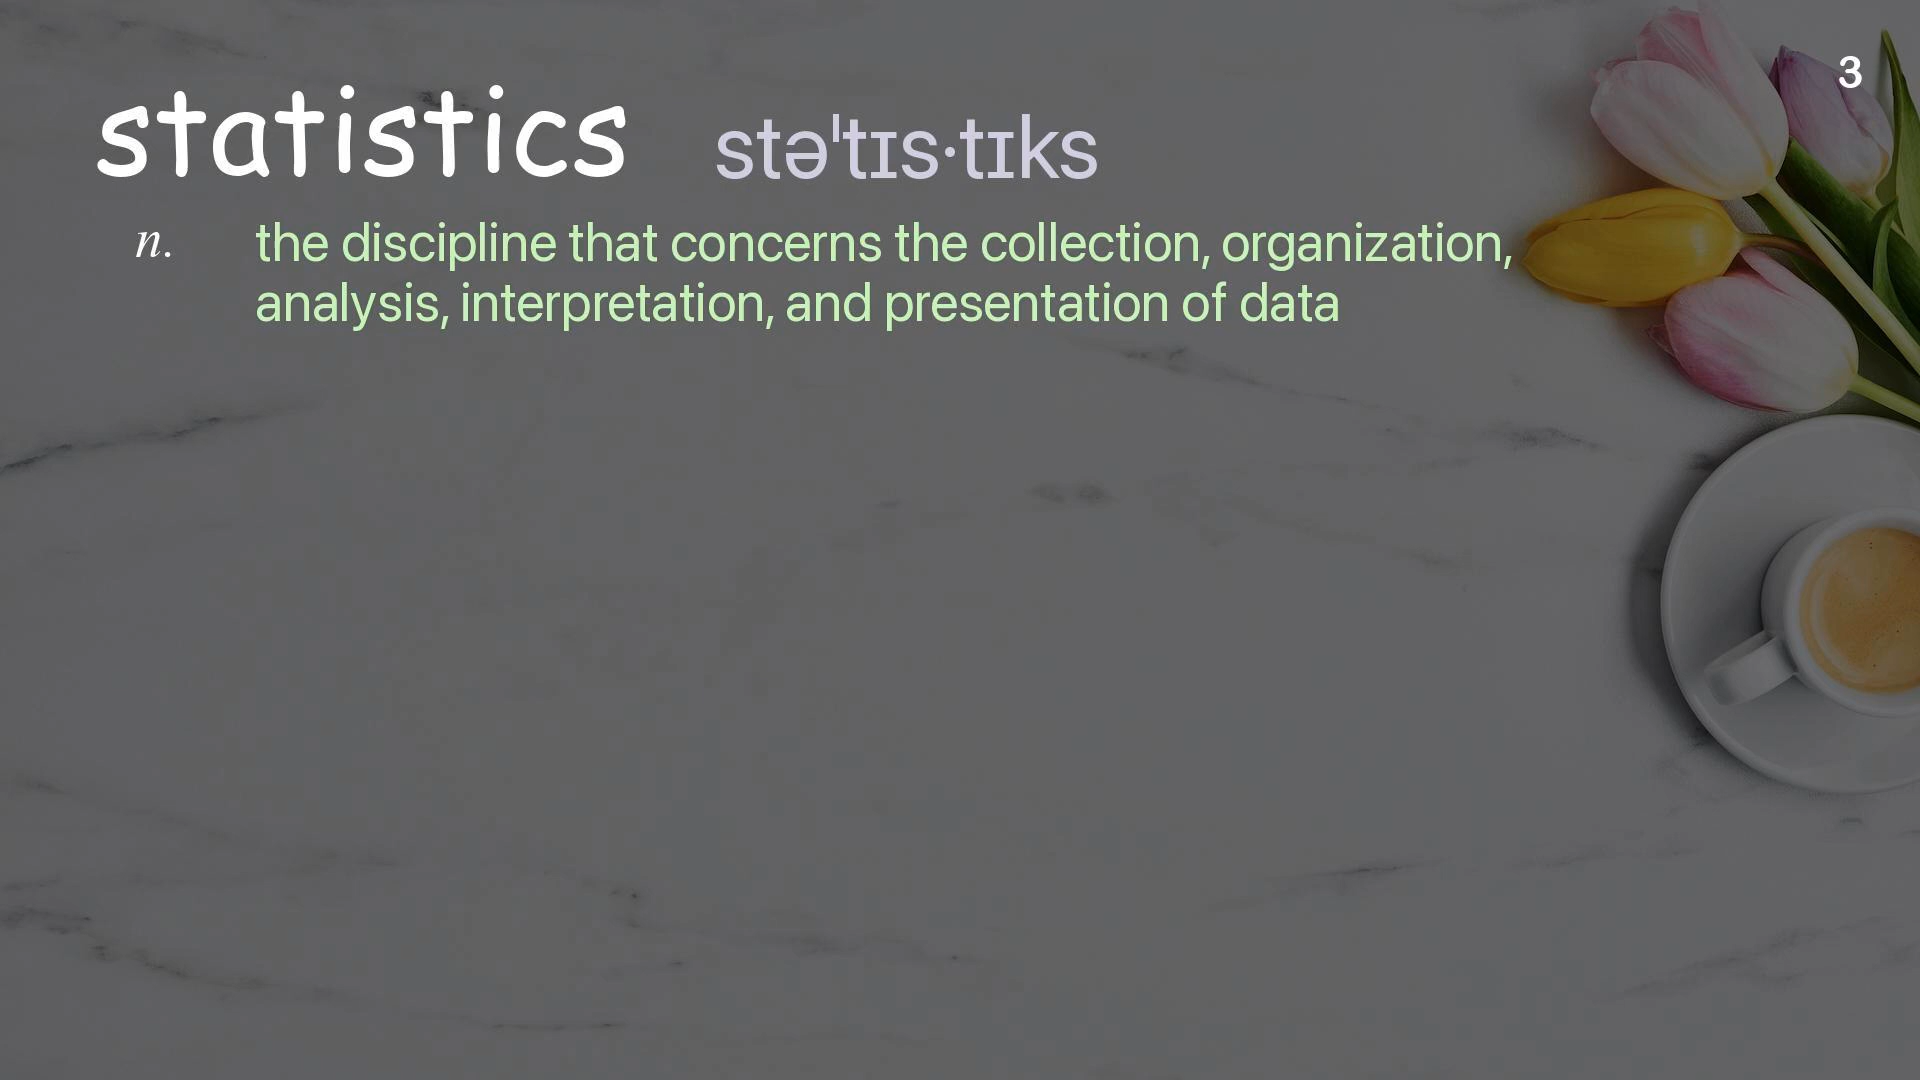 3
statistics stəˈtɪs·tɪks
n. the discipline that concerns the collection, organization,
analysis, interpretation, and presentation of data